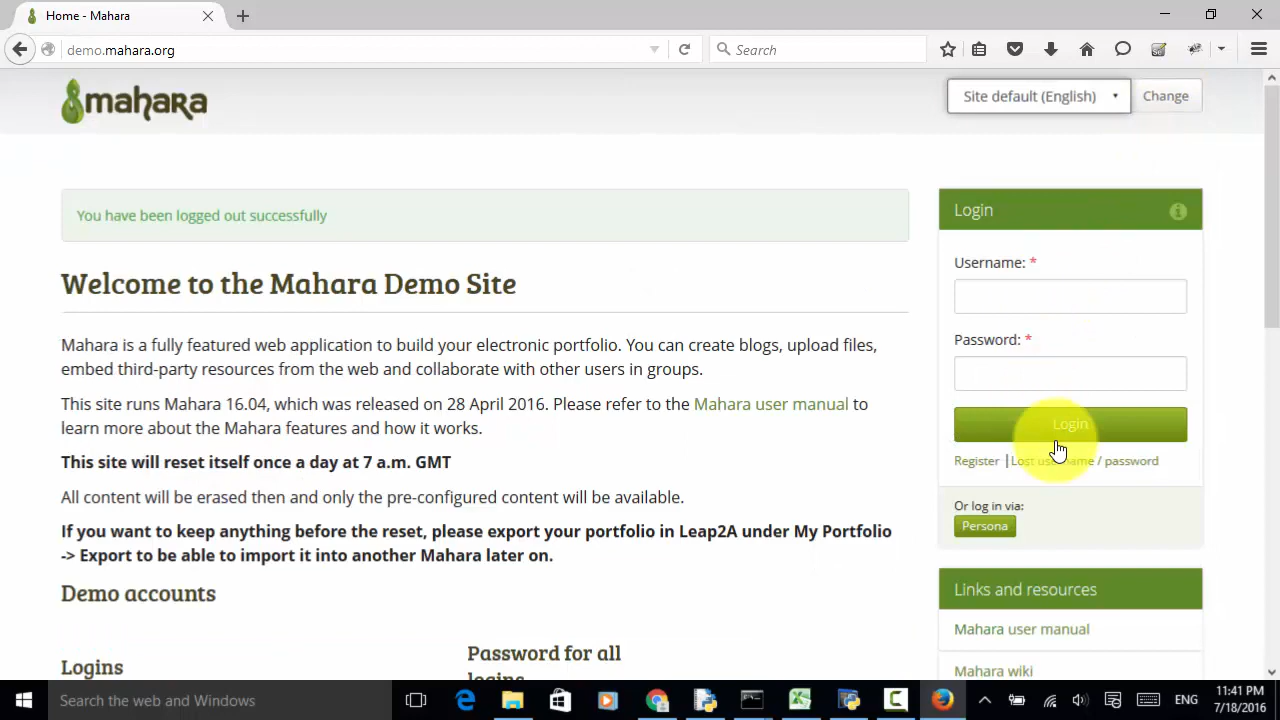 Home - Mahara
demo.mahara.org
Search
mahara
Site default (English)
Change
You have been logged out successfully
Login
Username: *
Password: *
Login
Register | Lost username / password
Or log in via:
Persona
Welcome to the Mahara Demo Site
Mahara is a fully featured web application to build your electronic portfolio. You can create blogs, upload files,
embed third-party resources from the web and collaborate with other users in groups.
This site runs Mahara 16.04, which was released on 28 April 2016. Please refer to the Mahara user manual to
learn more about the Mahara features and how it works.
This site will reset itself once a day at 7 a.m. GMT
All content will be erased then and only the pre-configured content will be available.
If you want to keep anything before the reset, please export your portfolio in Leap2A under My Portfolio
-> Export to be able to import it into another Mahara later on.
Demo accounts
Logins
Password for all
logins
Links and resources
Mahara user manual
Mahara wiki
Search the web and Windows
ENG
11:41 PM
7/18/2016